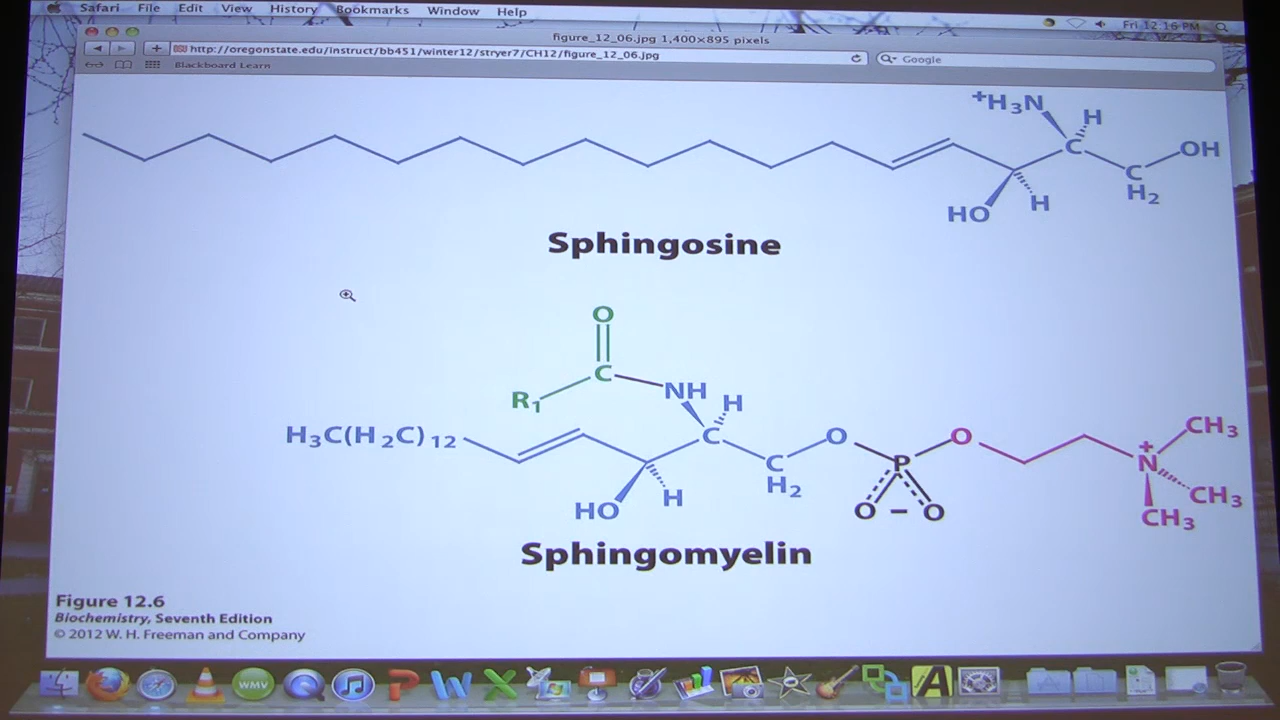 Safari File Edit View History Bookmarks Window Help Fri 12:16 PM
figure_12_06.jpg 1,400×895 pixels
http://oregonstate.edu/instruct/bb451/winter12/stryer7/CH12/figure_12_06.jpg
Google
Blackboard Learn
+H3N
H
C
OH
C
H2
HO
H
Sphingosine
O
C
R1
NH
H
H3C(H2C)12
C
O
O
CH3
C
H2
P
+
N
HO
H
O – O
CH3
CH3
Sphingomyelin
Figure 12.6
Biochemistry, Seventh Edition
© 2012 W. H. Freeman and Company
WMV